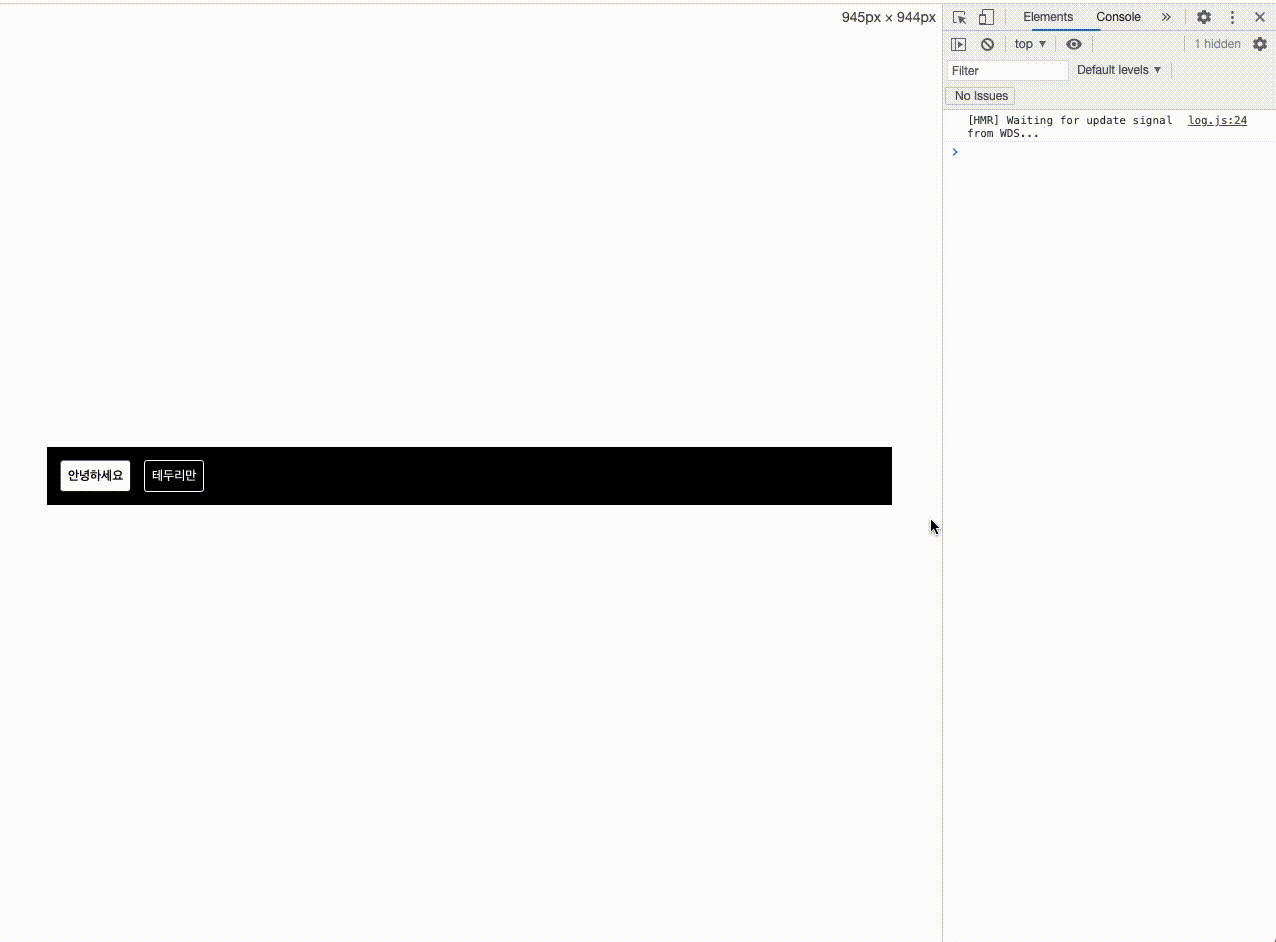 945px × 944px
Elements Console »
top ▼ 1 hidden
Filter Default levels ▼
No Issues
[HMR] Waiting for update signal log.js:24
from WDS...
>
안녕하세요 테두리만